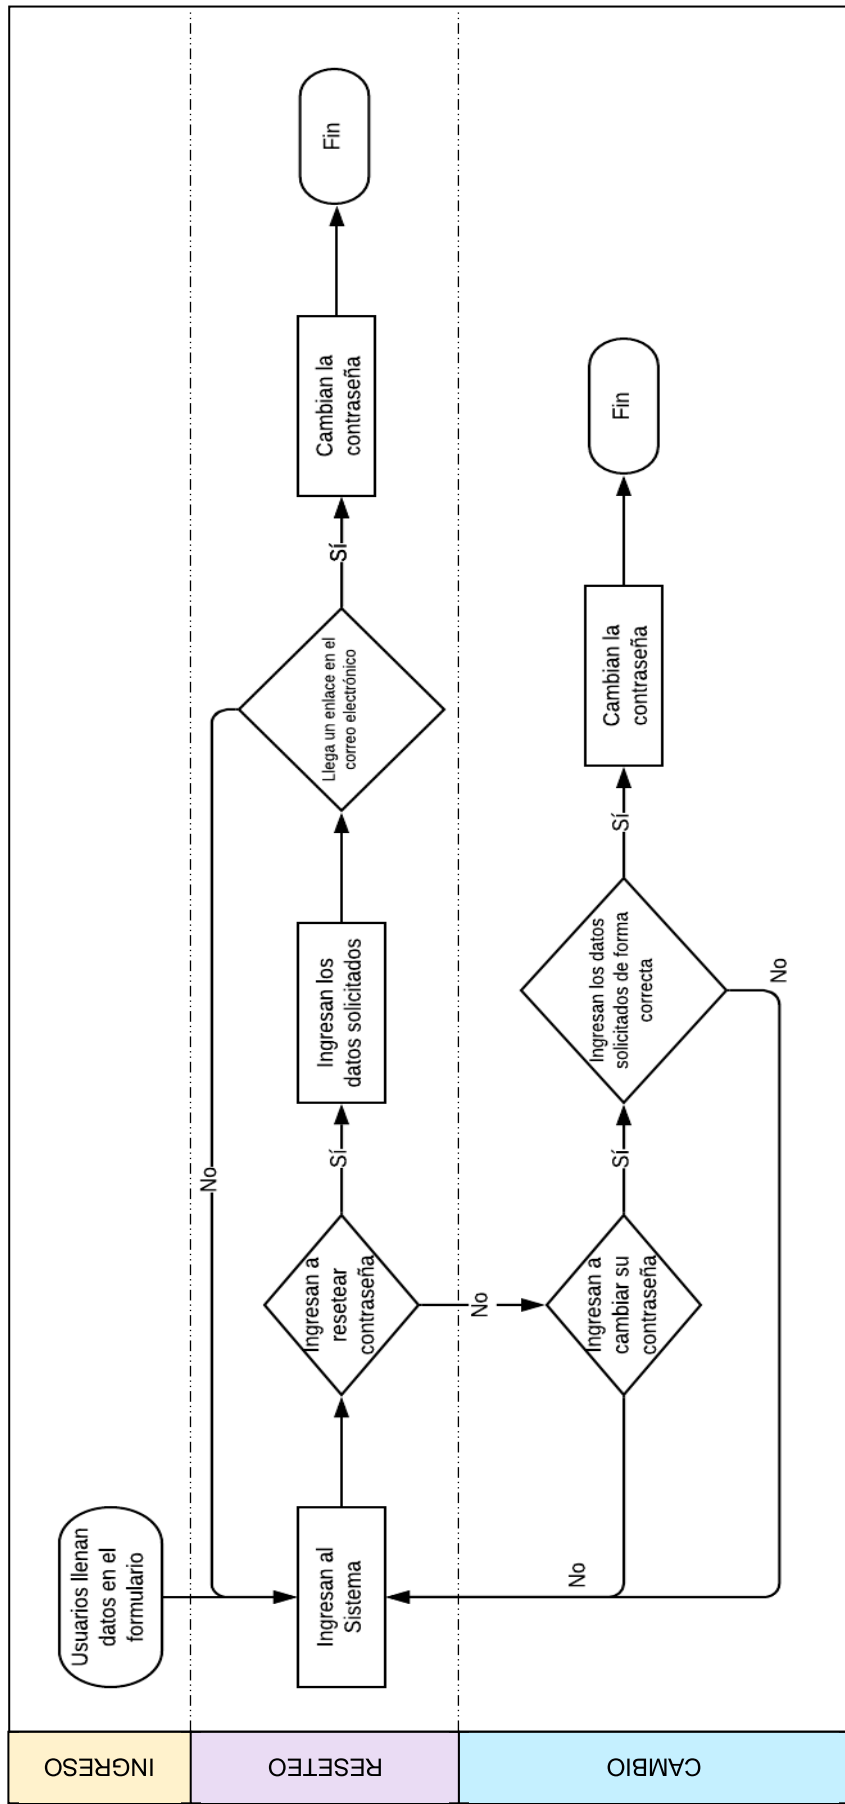 INGRESO
Usuarios llenan
datos en el
formulario
RESETEO
Ingresan al
Sistema
Ingresan a
resetear
contraseña
Sí
Ingresan los
datos solicitados
Llega un enlace en el
correo electrónico
Sí
Cambian la
contraseña
Fin
No
No
CAMBIO
Ingresan a
cambiar su
contraseña
Sí
Ingresan los datos
solicitados de forma
correcta
Sí
Cambian la
contraseña
Fin
No
No